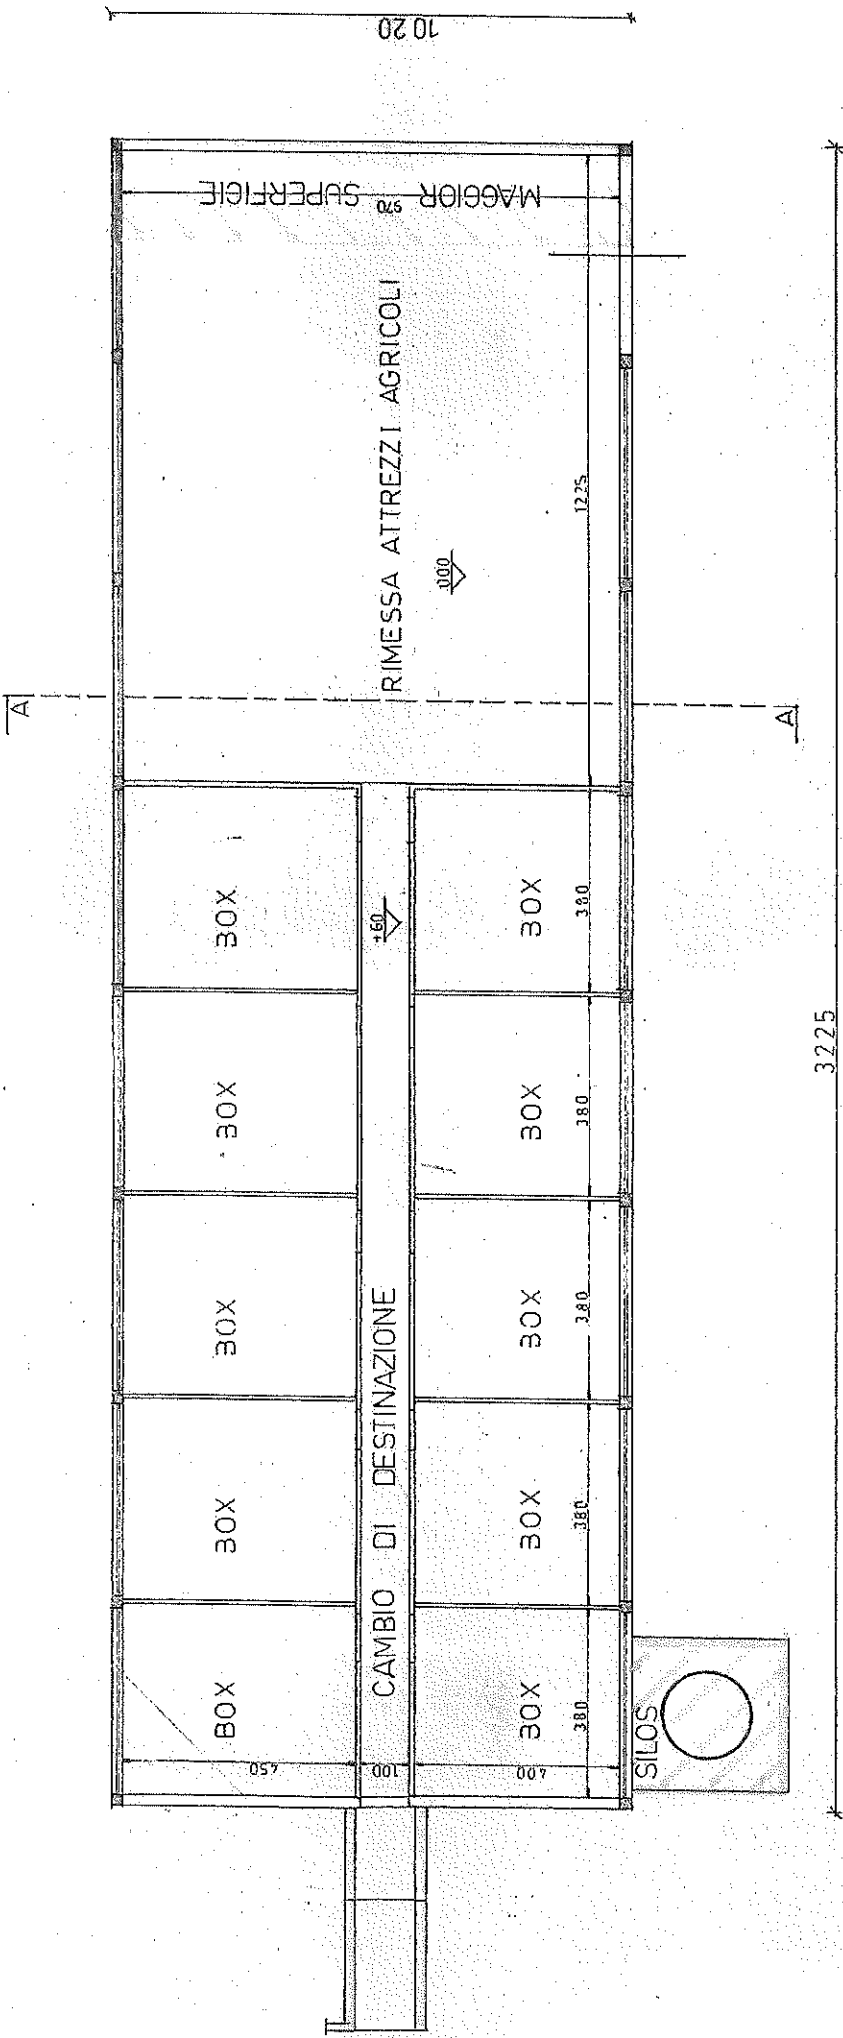 10 20
MAGGIOR SUPERFICIE
970
RIMESSA ATTREZZI AGRICOLI
000
1225
A
A
BOX
BOX
BOX
BOX
BOX
BOX
BOX
BOX
BOX
BOX
+60
380
380
380
380
380
CAMBIO DI DESTINAZIONE
450
100
400
SILOS
3225